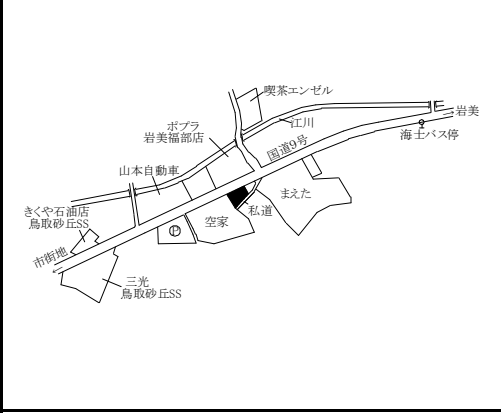 喫茶エンゼル
岩美
江川
ポプラ
岩美福部店
海士バス停
国道9号
山本自動車
まえた
私道
きくや石油店
鳥取砂丘SS
空家
P
市街地
三光
鳥取砂丘SS